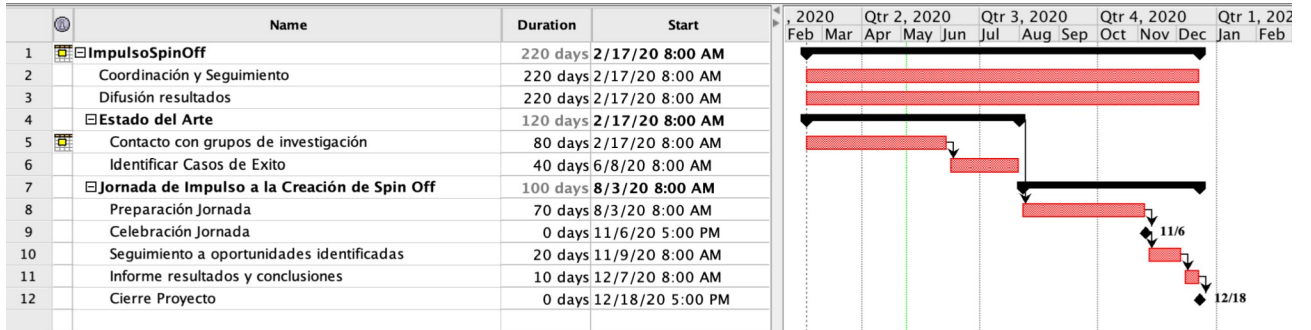 Name Duration Start , 2020 Qtr 2, 2020 Qtr 3, 2020 Qtr 4, 2020 Qtr 1, 202
Feb Mar Apr May Jun Jul Aug Sep Oct Nov Dec Jan Feb
1 ImpulsoSpinOff 220 days 2/17/20 8:00 AM
2 Coordinación y Seguimiento 220 days 2/17/20 8:00 AM
3 Difusión resultados 220 days 2/17/20 8:00 AM
4 Estado del Arte 120 days 2/17/20 8:00 AM
5 Contacto con grupos de investigación 80 days 2/17/20 8:00 AM
6 Identificar Casos de Exito 40 days 6/8/20 8:00 AM
7 Jornada de Impulso a la Creación de Spin Off 100 days 8/3/20 8:00 AM
8 Preparación Jornada 70 days 8/3/20 8:00 AM
9 Celebración Jornada 0 days 11/6/20 5:00 PM 11/6
10 Seguimiento a oportunidades identificadas 20 days 11/9/20 8:00 AM
11 Informe resultados y conclusiones 10 days 12/7/20 8:00 AM
12 Cierre Proyecto 0 days 12/18/20 5:00 PM 12/18